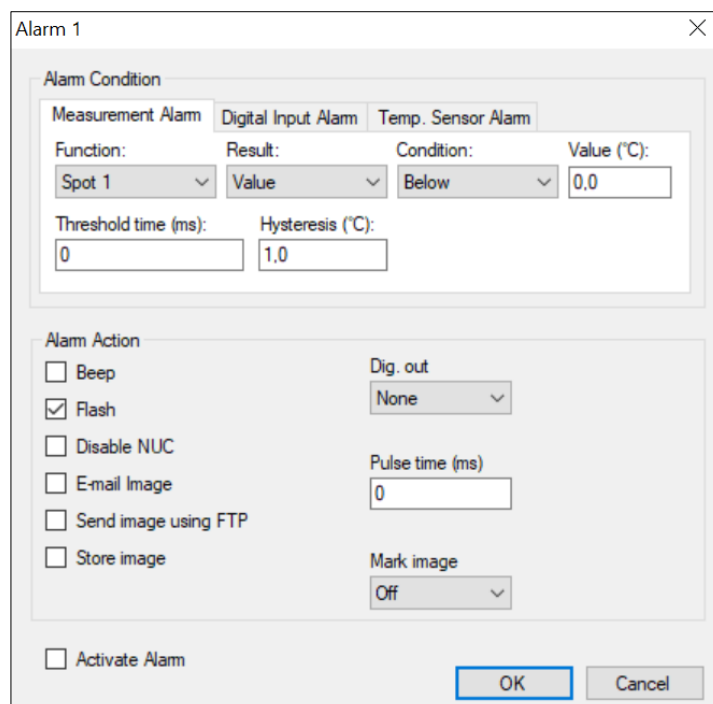 Alarm 1
Alarm Condition
Measurement Alarm Digital Input Alarm Temp. Sensor Alarm
Function: Result: Condition: Value (°C):
Spot 1 Value Below 0,0
Threshold time (ms): Hysteresis (°C):
0 1,0
Alarm Action
Beep
Dig. out
None
Flash
Disable NUC
Pulse time (ms)
E-mail Image
0
Send image using FTP
Store image
Mark image
Off
Activate Alarm
OK Cancel